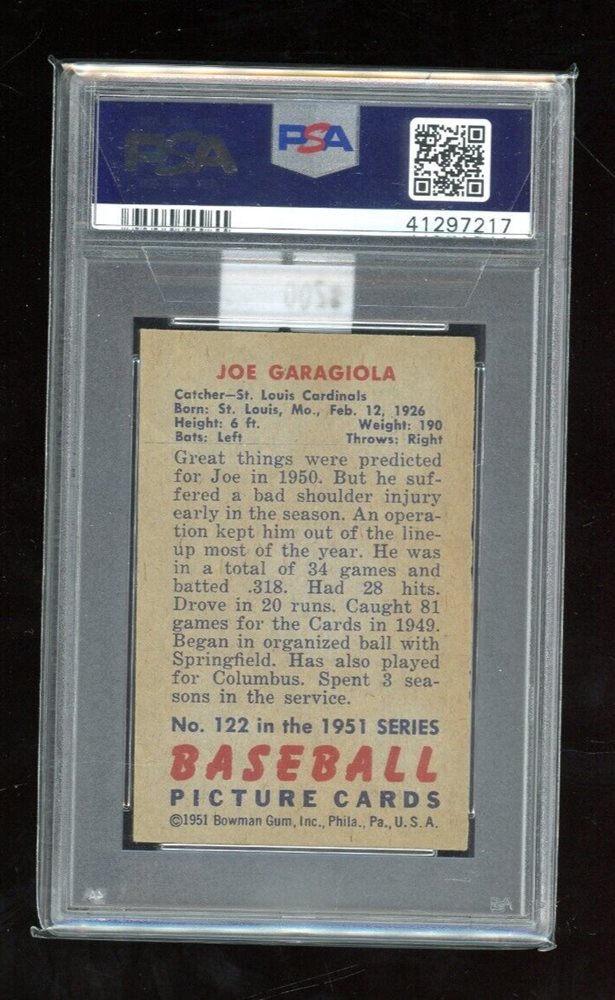 PSA
PSA
41297217
JOE GARAGIOLA
Catcher—St. Louis Cardinals
Born: St. Louis, Mo., Feb. 12, 1926
Height: 6 ft. Weight: 190
Bats: Left Throws: Right
Great things were predicted
for Joe in 1950. But he suf-
fered a bad shoulder injury
early in the season. An opera-
tion kept him out of the line-
up most of the year. He was
in a total of 34 games and
batted .318. Had 28 hits.
Drove in 20 runs. Caught 81
games for the Cards in 1949.
Began in organized ball with
Springfield. Has also played
for Columbus. Spent 3 sea-
sons in the service.
No. 122 in the 1951 SERIES
BASEBALL
PICTURE CARDS
©1951 Bowman Gum, Inc., Phila., Pa., U. S. A.
PSA